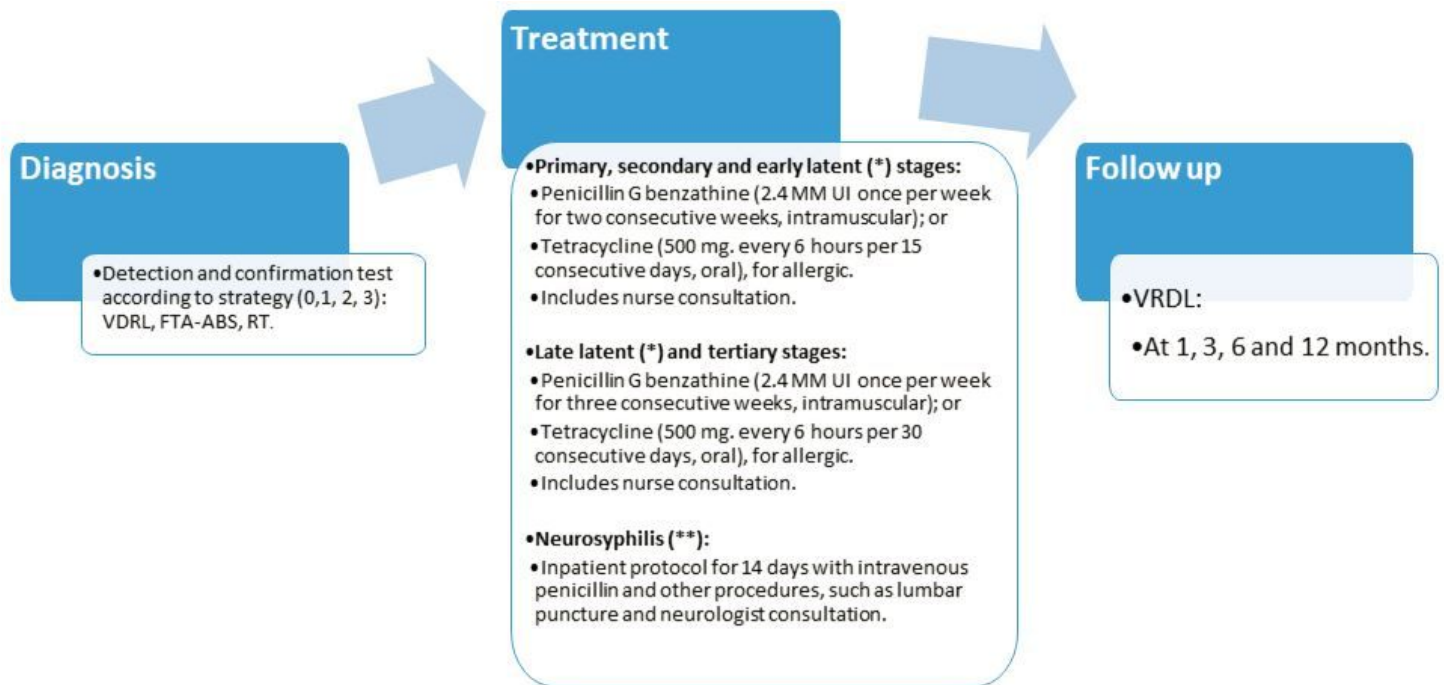 Diagnosis
•Detection and confirmation test
according to strategy (0,1, 2, 3):
VDRL, FTA-ABS, RT.
Treatment
•Primary, secondary and early latent (*) stages:
•Penicillin G benzathine (2.4 MM UI once per week
for two consecutive weeks, intramuscular); or
•Tetracycline (500 mg. every 6 hours per 15
consecutive days, oral), for allergic.
•Includes nurse consultation.
•Late latent (*) and tertiary stages:
•Penicillin G benzathine (2.4 MM UI once per week
for three consecutive weeks, intramuscular); or
•Tetracycline (500 mg. every 6 hours per 30
consecutive days, oral), for allergic.
•Includes nurse consultation.
•Neurosyphilis (**):
•Inpatient protocol for 14 days with intravenous
penicillin and other procedures, such as lumbar
puncture and neurologist consultation.
Follow up
•VRDL:
•At 1, 3, 6 and 12 months.